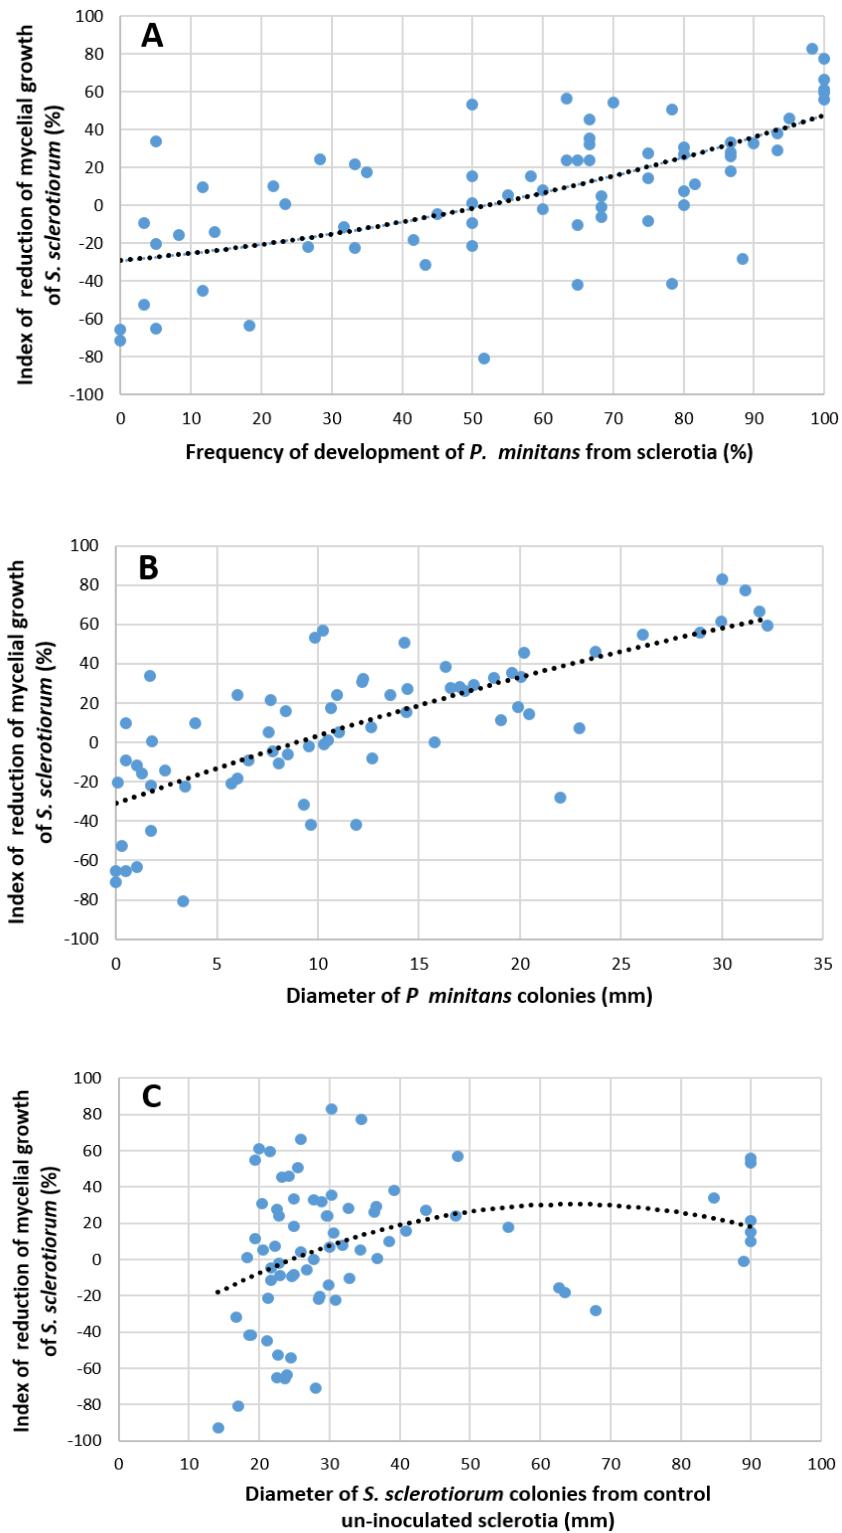 A
100
80
60
40
20
0
-20
-40
-60
-80
-100
Index of reduction of mycelial growth
of S. sclerotiorum (%)
0 10 20 30 40 50 60 70 80 90 100
Frequency of development of P. minitans from sclerotia (%)
B
100
80
60
40
20
0
-20
-40
-60
-80
-100
Index of reduction of mycelial growth
of S. sclerotiorum (%)
0 5 10 15 20 25 30 35
Diameter of P minitans colonies (mm)
C
100
80
60
40
20
0
-20
-40
-60
-80
-100
Index of reduction of mycelial growth
of S. sclerotiorum (%)
0 10 20 30 40 50 60 70 80 90 100
Diameter of S. sclerotiorum colonies from control
un-inoculated sclerotia (mm)